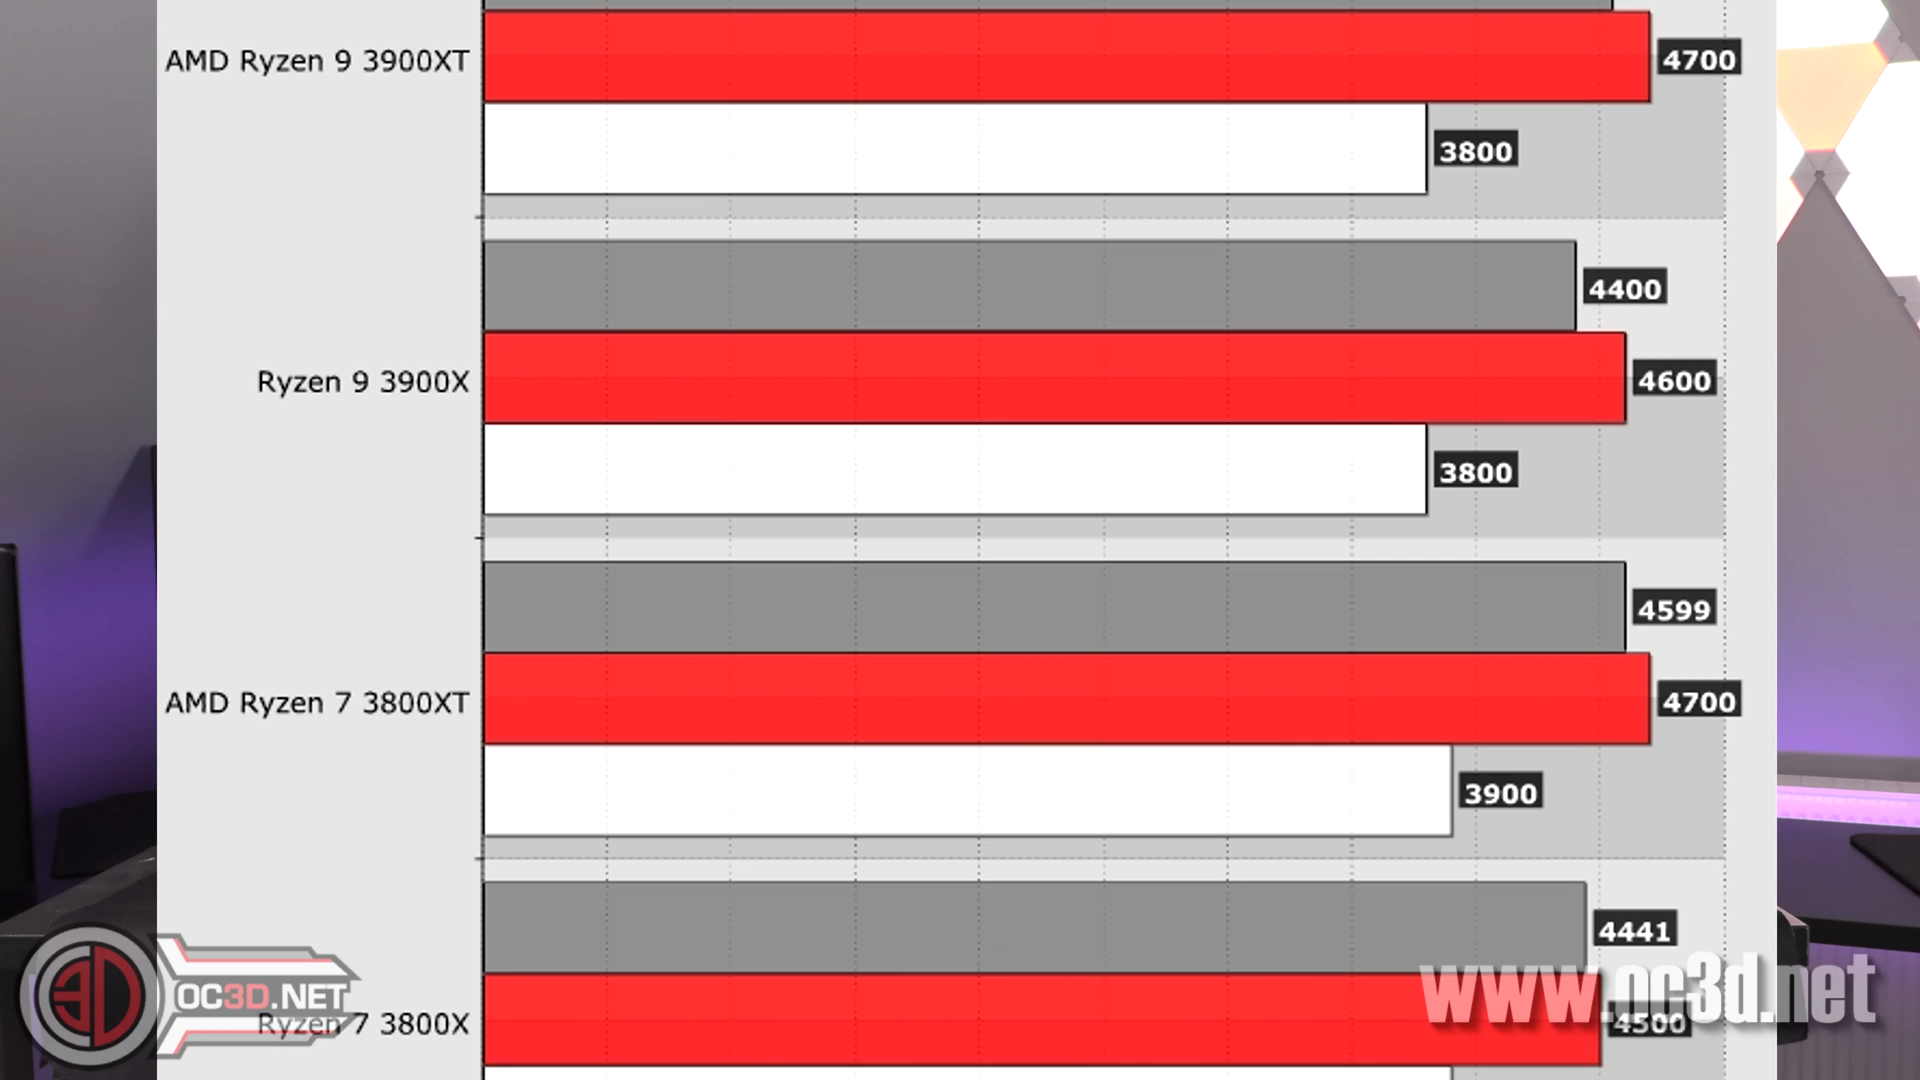 AMD Ryzen 9 3900XT
4700
3800
4400
Ryzen 9 3900X
4600
3800
4599
AMD Ryzen 7 3800XT
4700
3900
4441
Ryzen 7 3800X
4500
3D
OC3D.NET
www.oc3d.net